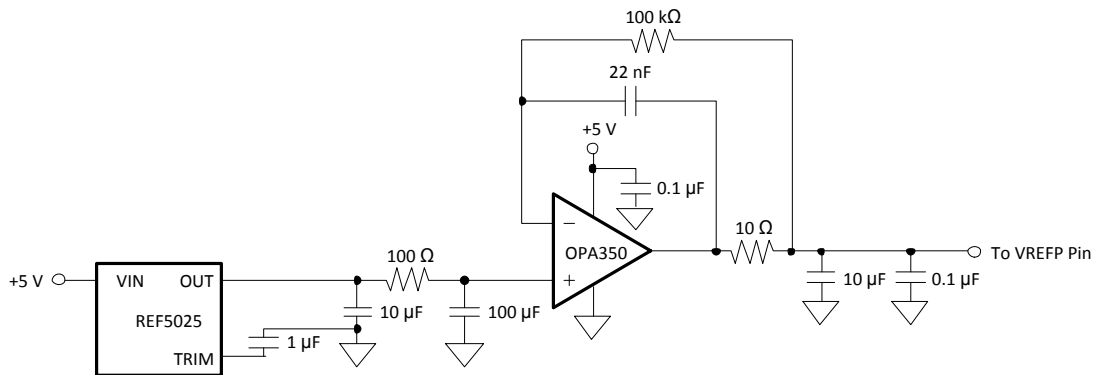 100 kΩ
22 nF
+5 V
0.1 µF
−
OPA350
+
10 Ω
To VREFP Pin
10 µF
0.1 µF
100 Ω
+5 V
VIN
OUT
REF5025
TRIM
1 µF
10 µF
100 µF